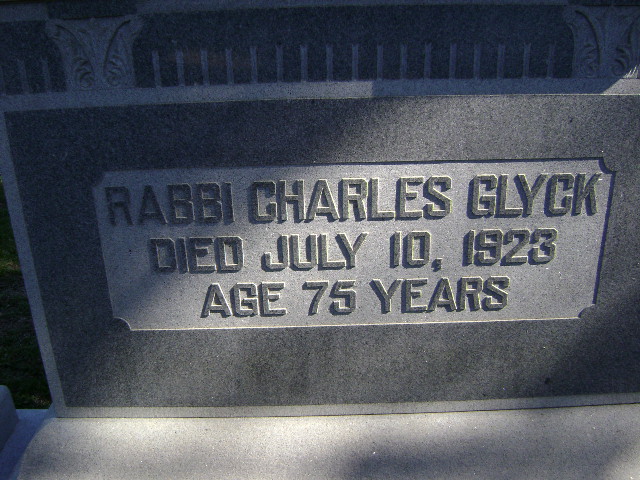 RABBI CHARLES GLYCK
DIED JULY 10, 1923
AGE 75 YEARS